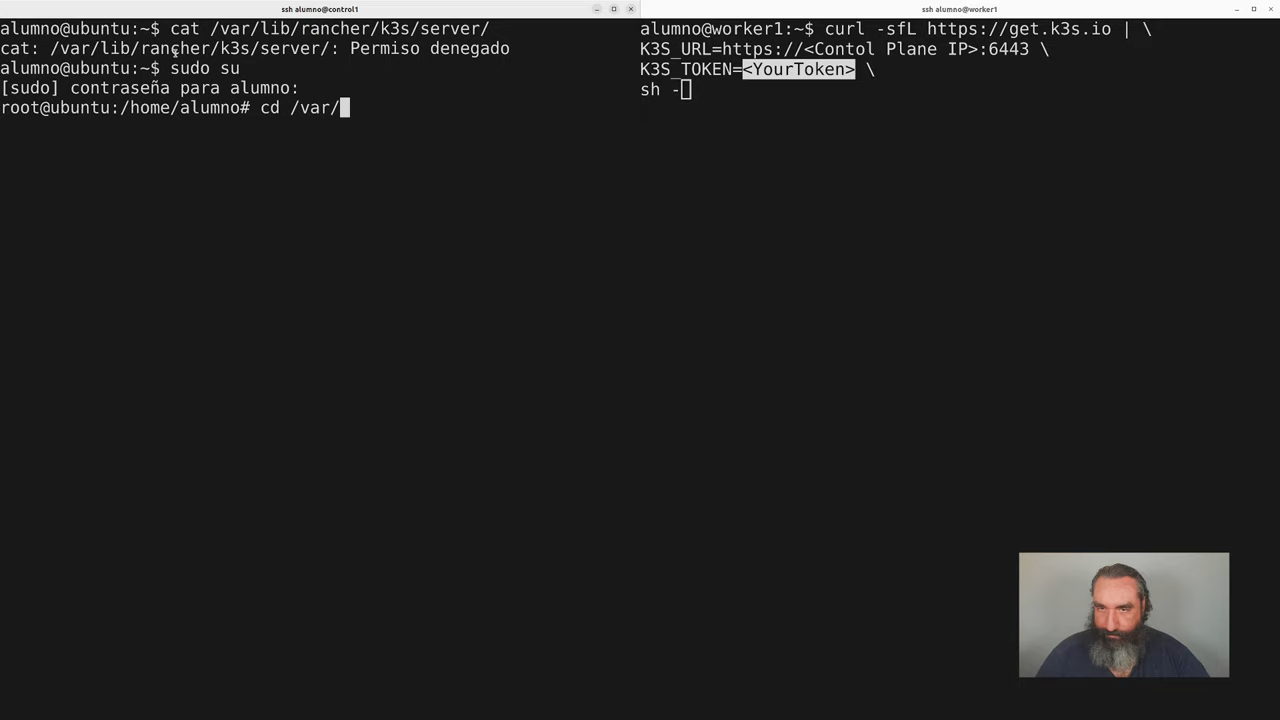 ssh alumno@control1
alumno@ubuntu:~$ cat /var/lib/rancher/k3s/server/
cat: /var/lib/rancher/k3s/server/: Permiso denegado
alumno@ubuntu:~$ sudo su
[sudo] contraseña para alumno:
root@ubuntu:/home/alumno# cd /var/
ssh alumno@worker1
alumno@worker1:~$ curl -sfL https://get.k3s.io | \
K3S_URL=https://<Contol Plane IP>:6443 \
K3S_TOKEN=<YourToken> \
sh -